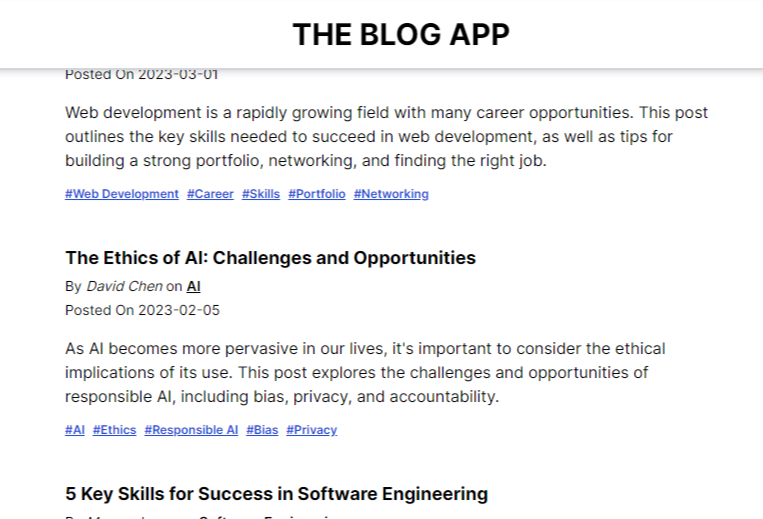 THE BLOG APP
Posted On 2023-03-01
Web development is a rapidly growing field with many career opportunities. This post
outlines the key skills needed to succeed in web development, as well as tips for
building a strong portfolio, networking, and finding the right job.
#Web Development #Career #Skills #Portfolio #Networking
The Ethics of AI: Challenges and Opportunities
By David Chen on AI
Posted On 2023-02-05
As AI becomes more pervasive in our lives, it's important to consider the ethical
implications of its use. This post explores the challenges and opportunities of
responsible AI, including bias, privacy, and accountability.
#AI #Ethics #Responsible AI #Bias #Privacy
5 Key Skills for Success in Software Engineering